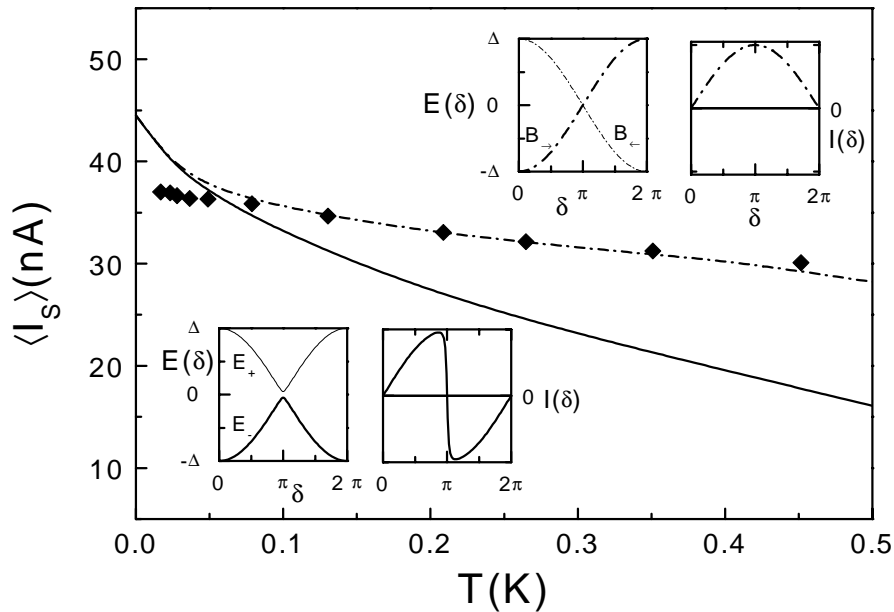 50
40
30
20
10
⟨I_S⟩(nA)
0.0 0.1 0.2 0.3 0.4 0.5
T(K)
Δ
E(δ) 0
-Δ
B→ B←
0 π 2π
δ
0
I(δ)
0 π 2π
δ
Δ
E(δ)
0
-Δ
E+
E-
0 π 2π
δ
0 I(δ)
0 π 2π